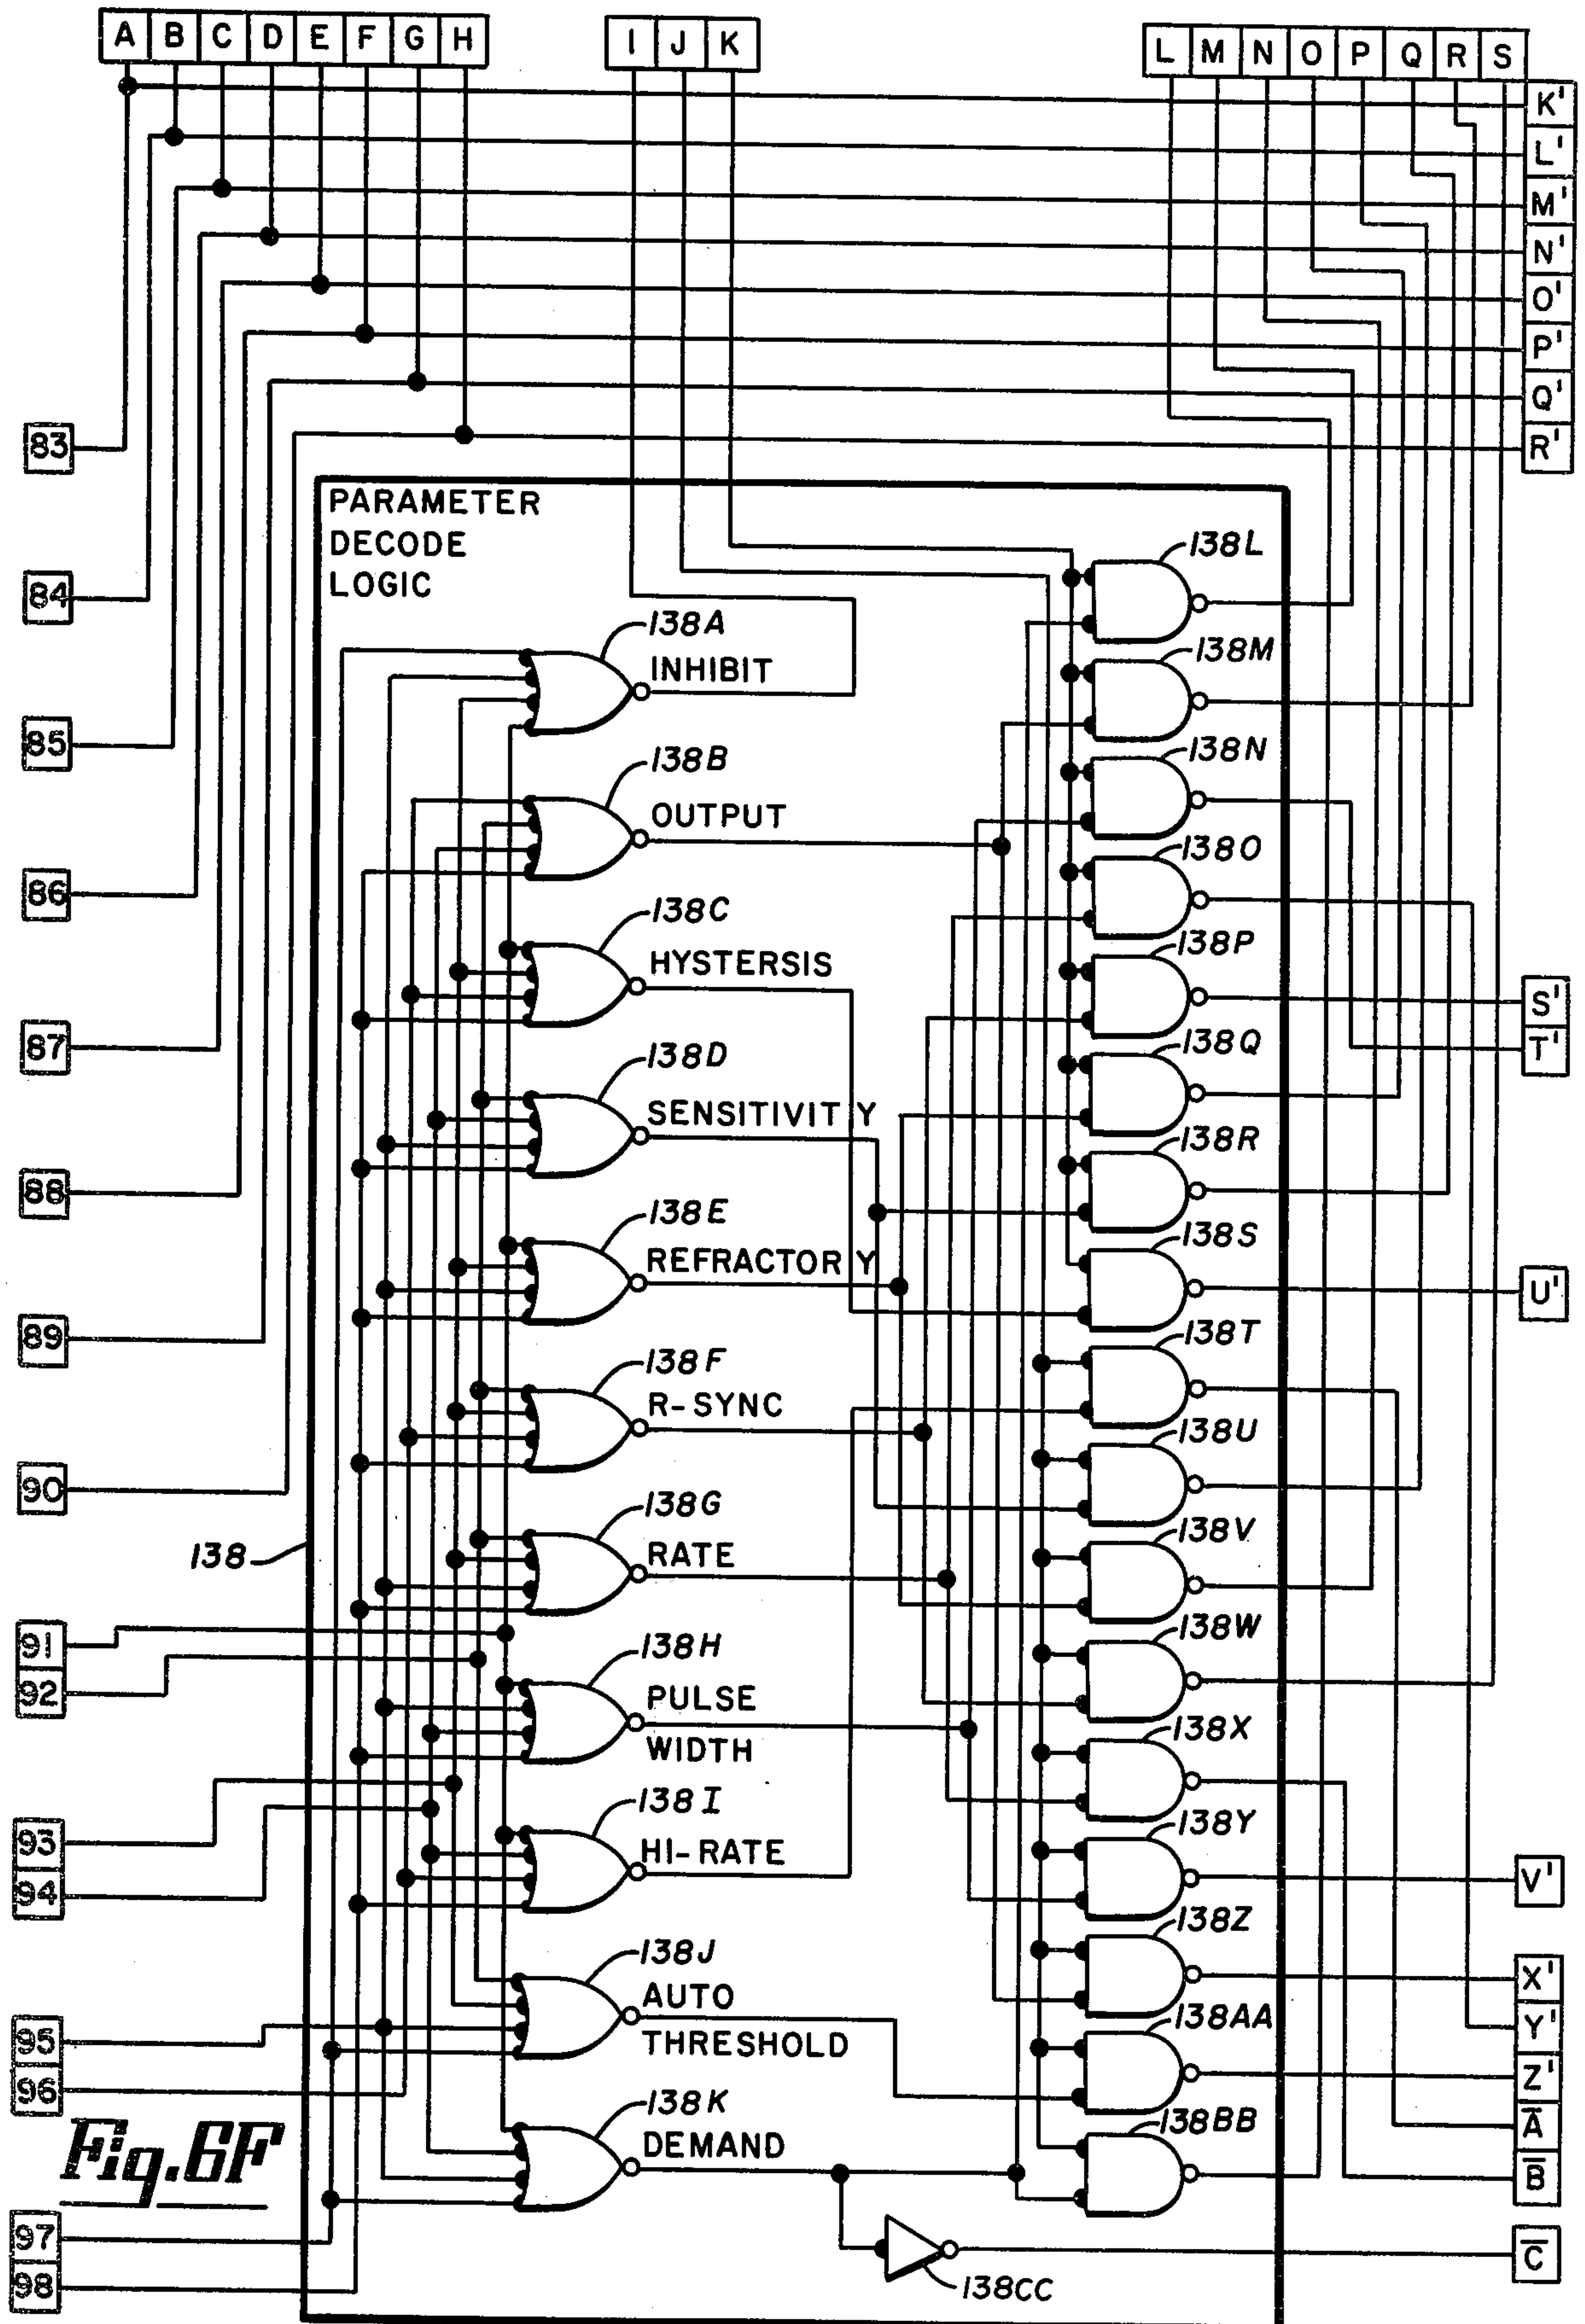 A B C D E F G H
I J K
L M N O P Q R S
K'
L'
M'
N'
O'
P'
Q'
R'
83
84
85
86
87
88
89
90
91
92
93
94
95
96
97
98
PARAMETER
DECODE
LOGIC
138
138A
INHIBIT
138B
OUTPUT
138C
HYSTERSIS
138D
SENSITIVITY
138E
REFRACTORY
138F
R-SYNC
138G
RATE
138H
PULSE
WIDTH
138I
HI-RATE
138J
AUTO
THRESHOLD
138K
DEMAND
138L
138M
138N
138O
138P
138Q
138R
138S
138T
138U
138V
138W
138X
138Y
138Z
138AA
138BB
138CC
S'
T'
U'
V'
X'
Y'
Z'
A̅
B̅
C̅
Fig.6F